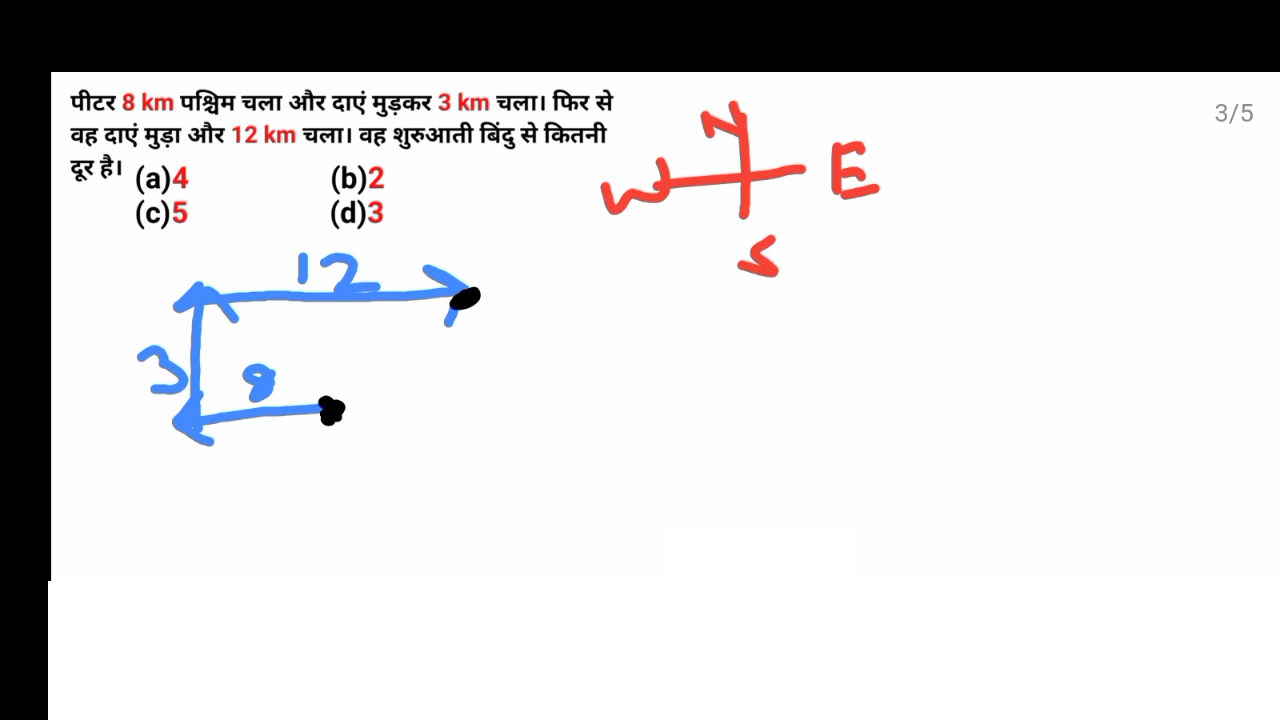 पीटर 8 km पश्चिम चला और दाएं मुड़कर 3 km चला। फिर से
वह दाएं मुड़ा और 12 km चला। वह शुरुआती बिंदु से कितनी
दूर है।
(a)4 (b)2
(c)5 (d)3
3/5
N
W E
S
12
3
8